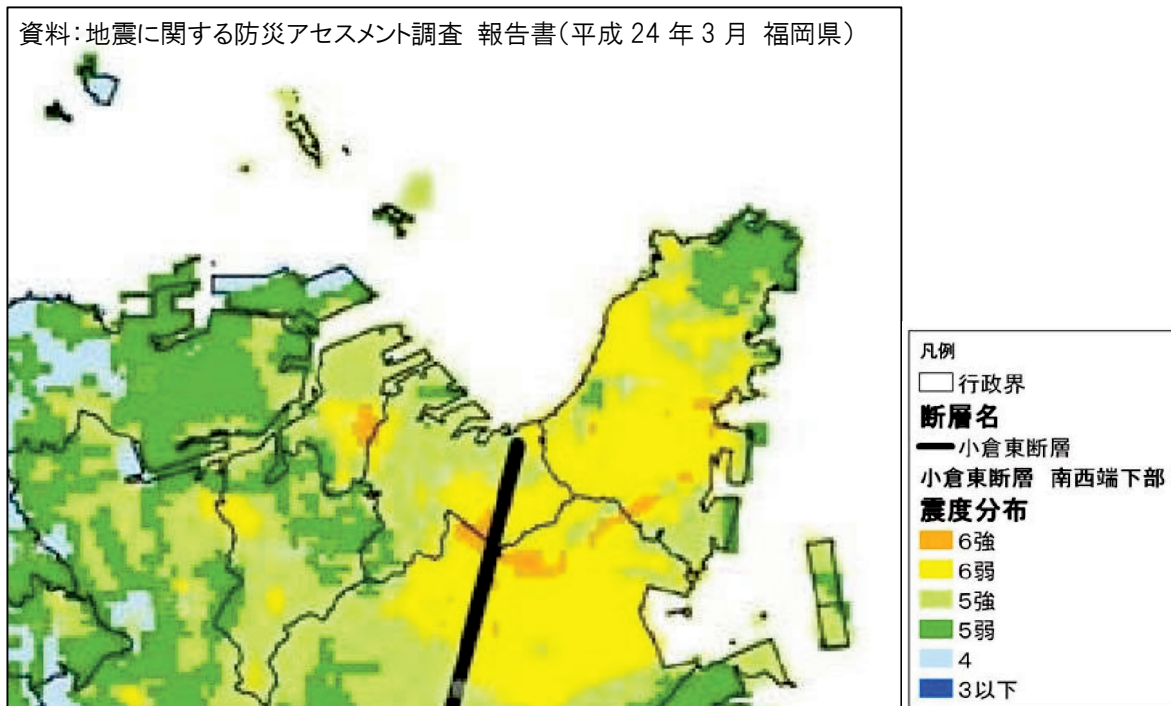 資料：地震に関する防災アセスメント調査 報告書（平成 24 年 3 月 福岡県）
凡例
行政界
断層名
小倉東断層
小倉東断層 南西端下部
震度分布
6強
6弱
5強
5弱
4
3以下